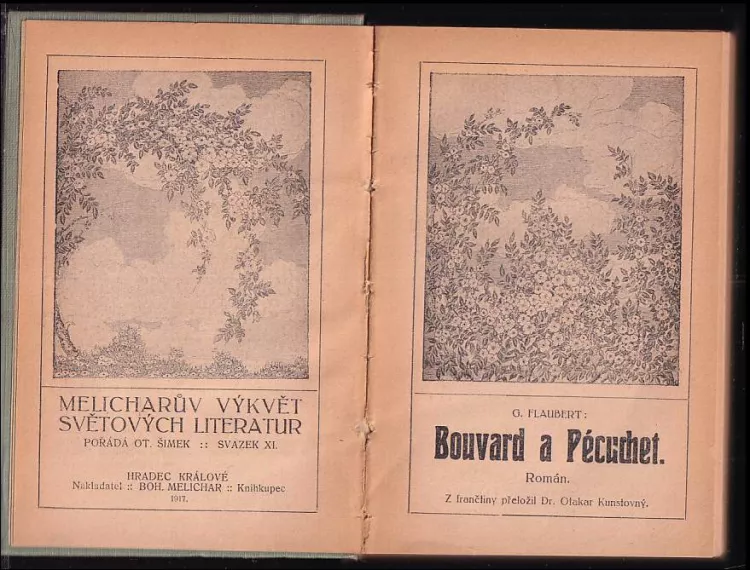 MELICHARŮV VÝKVĚT
SVĚTOVÝCH LITERATUR
POŘÁDÁ OT. ŠIMEK :: SVAZEK XI.
HRADEC KRÁLOVÉ
Nakladatel :: BOH. MELICHAR :: Knihkupec
1917.
G. FLAUBERT:
Bouvard a Pécuchet.
Román.
Z frančtiny přeložil Dr. Otakar Kunstovný.